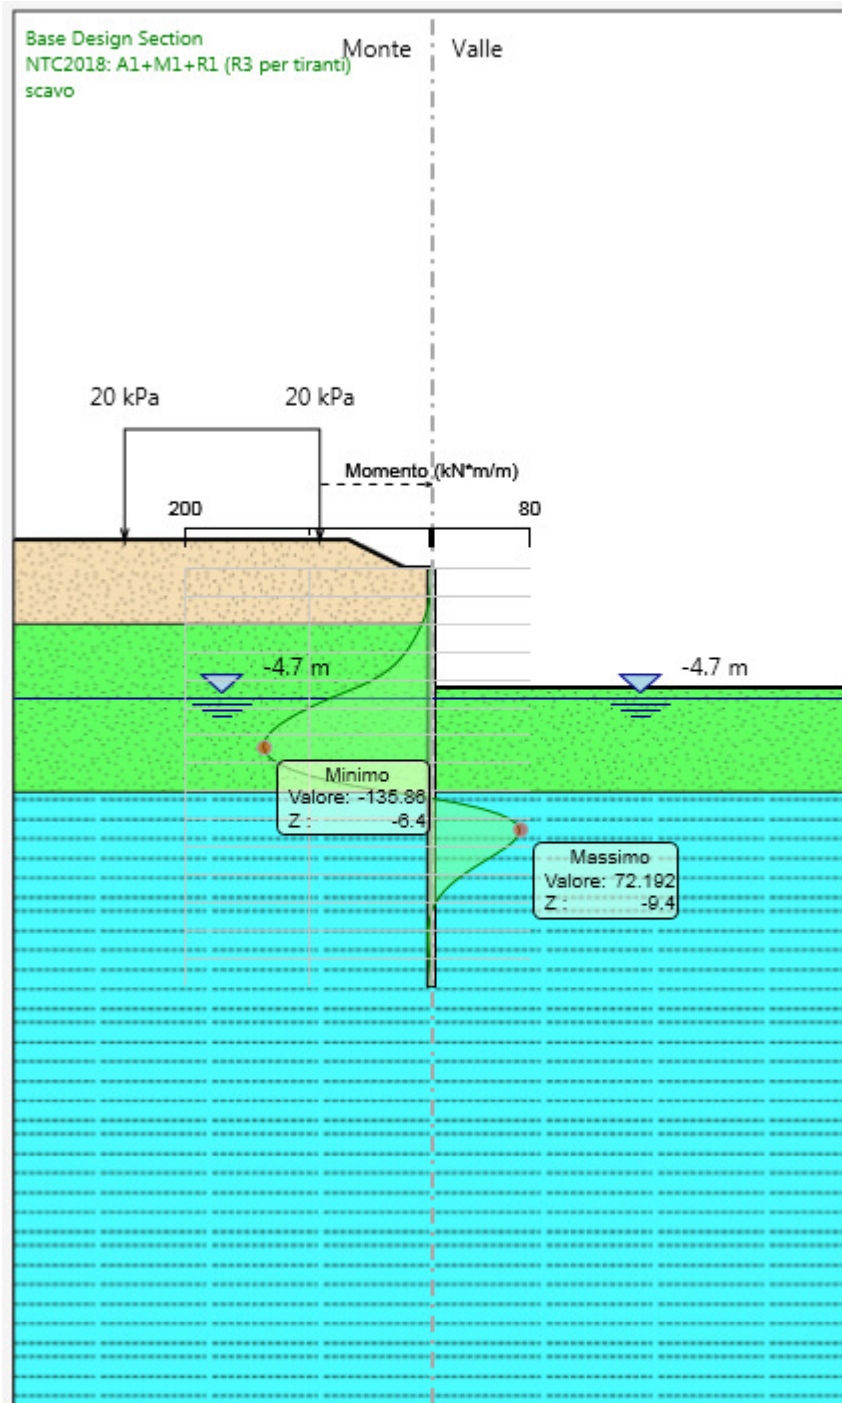 Base Design Section
NTC2018: A1+M1+R1 (R3 per tiranti)
scavo
Monte
Valle
20 kPa
20 kPa
Momento (kN*m/m)
200
80
-4.7 m
-4.7 m
Minimo
Valore: -135.86
Z : -6.4
Massimo
Valore: 72.192
Z : -9.4